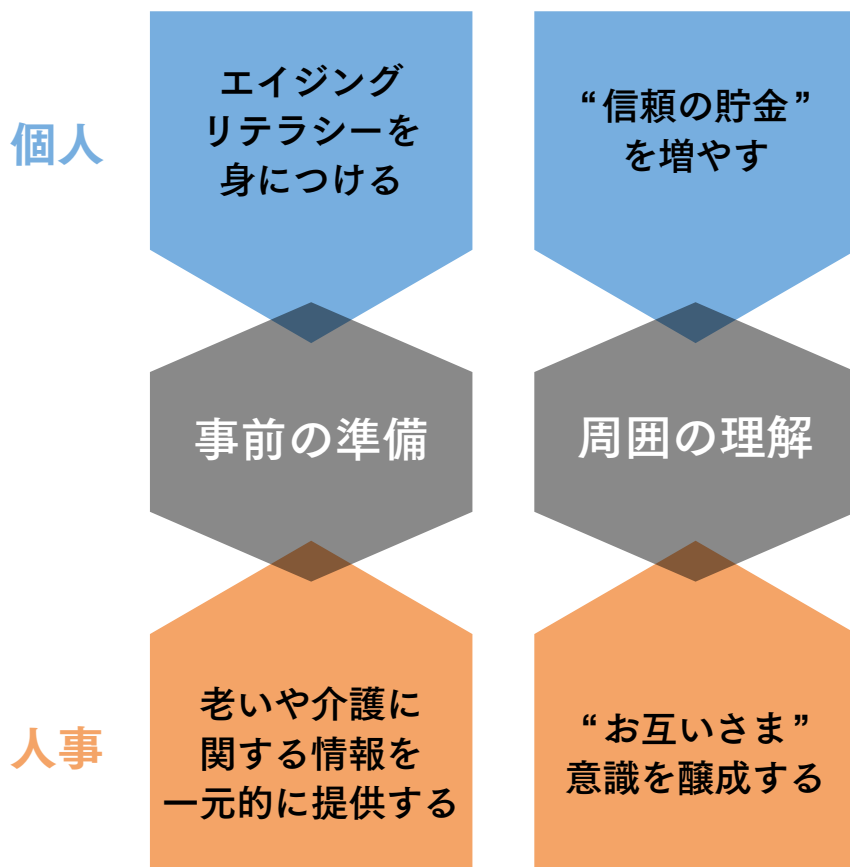 個人
エイジング
リテラシーを
身につける
“信頼の貯金”
を増やす
事前の準備
周囲の理解
人事
老いや介護に
関する情報を
一元的に提供する
“お互いさま”
意識を醸成する